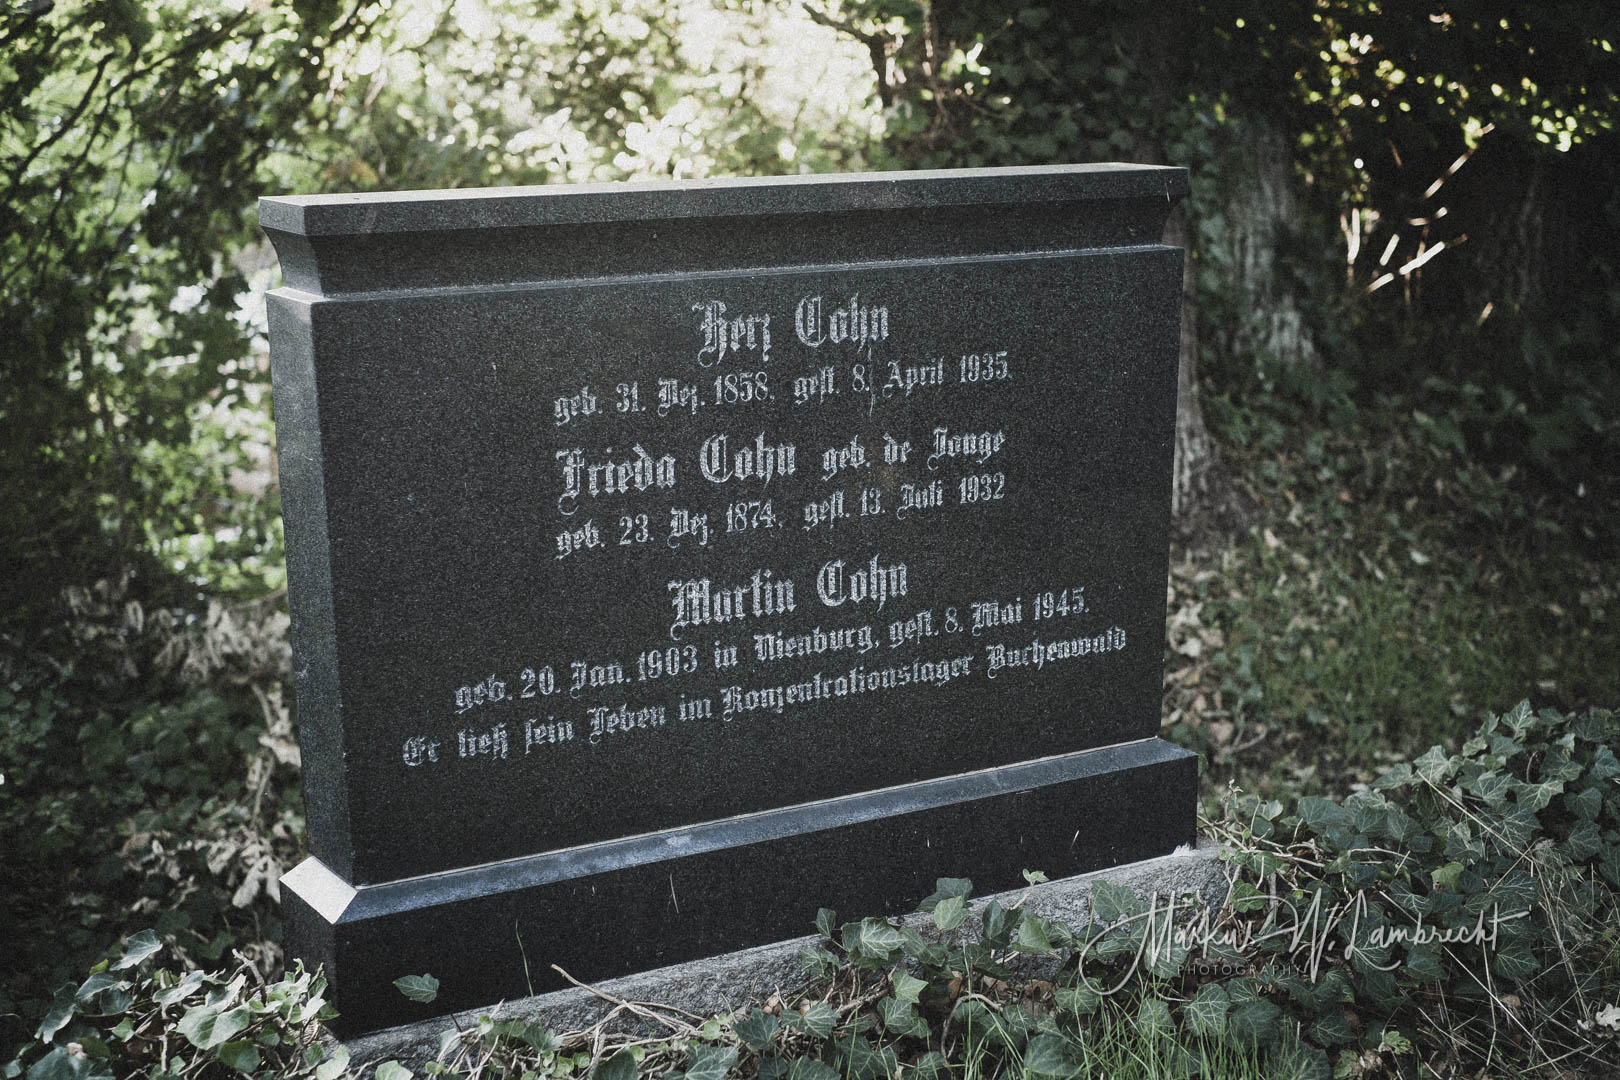 Herz Cohn
geb. 31. Dez. 1858. gest. 8. April 1935.
Frieda Cohn geb. de Jonge
geb. 23. Dez. 1874. gest. 13. Juli 1932
Martin Cohn
geb. 20. Jan. 1903 in Nienburg, gest. 8. Mai 1945.
Er ließ sein Leben im Konzentrationslager Buchenwald
Markus W. Lambrecht
PHOTOGRAPHY